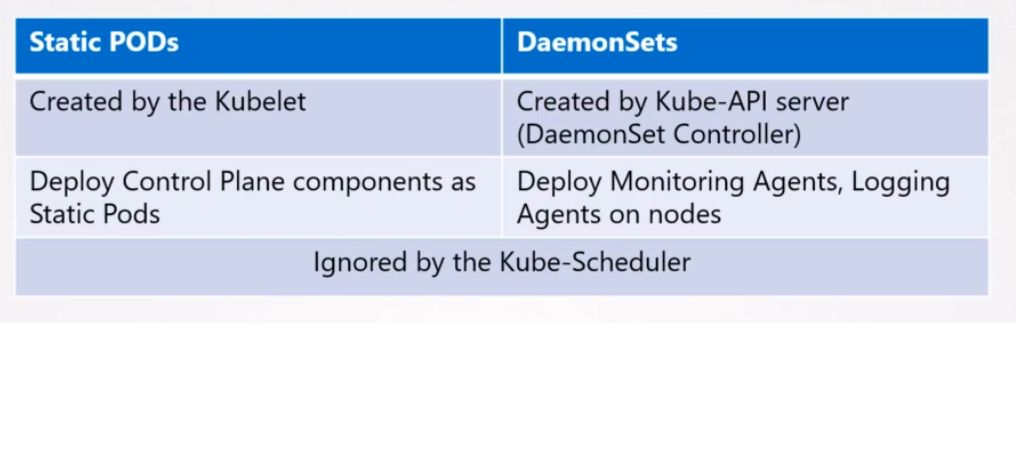 Static PODs
DaemonSets
Created by the Kubelet
Created by Kube-API server
(DaemonSet Controller)
Deploy Control Plane components as
Static Pods
Deploy Monitoring Agents, Logging
Agents on nodes
Ignored by the Kube-Scheduler